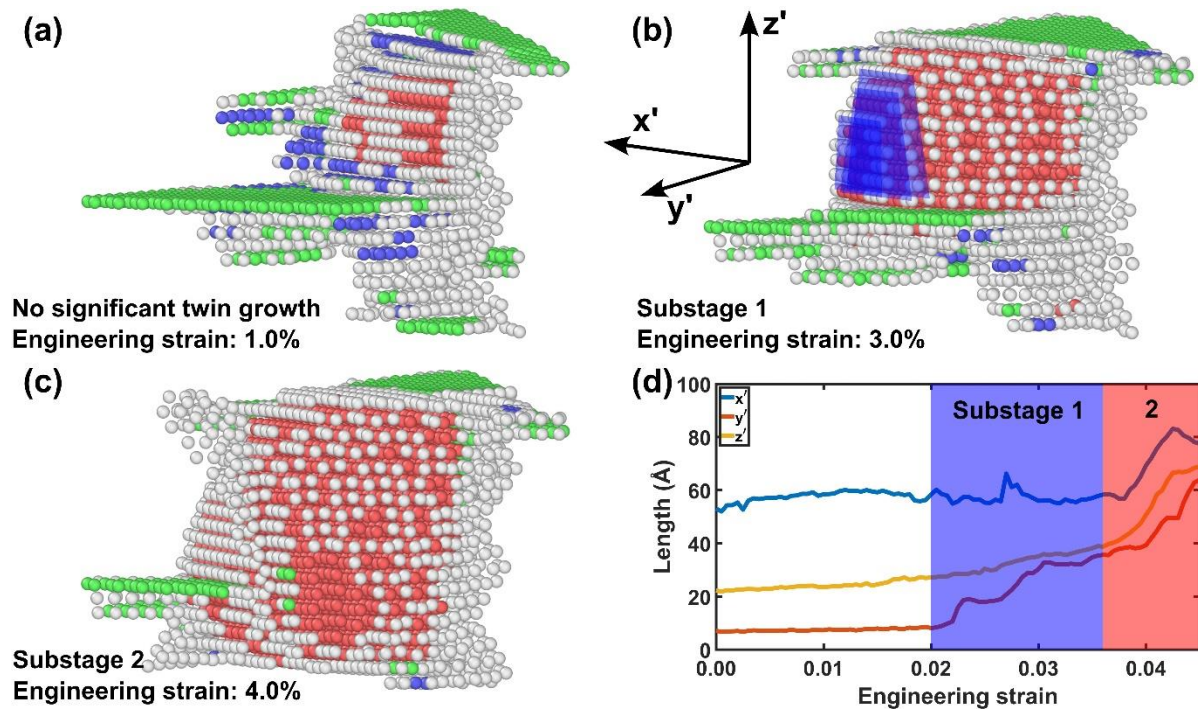 (a)
No significant twin growth
Engineering strain: 1.0%
(b)
z'
x'
y'
Substage 1
Engineering strain: 3.0%
(c)
Substage 2
Engineering strain: 4.0%
(d)
x'
y'
z'
Substage 1
2
100
80
60
40
20
0
Length (Å)
0.00 0.01 0.02 0.03 0.04
Engineering strain